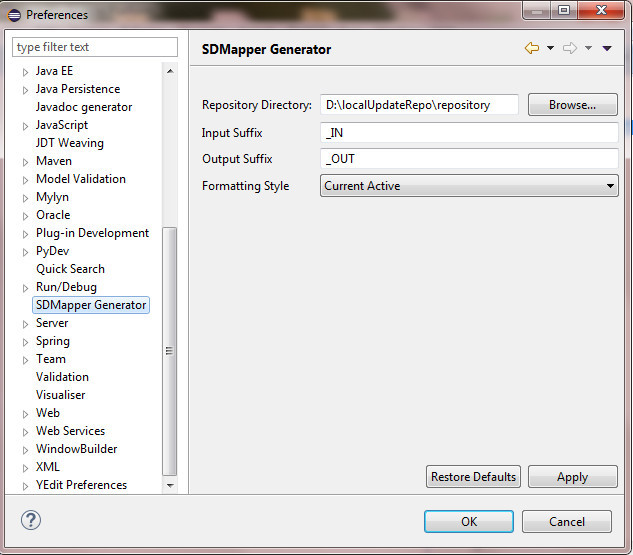 Preferences
type filter text
Java EE
Java Persistence
Javadoc generator
JavaScript
JDT Weaving
Maven
Model Validation
Mylyn
Oracle
Plug-in Development
PyDev
Quick Search
Run/Debug
SDMapper Generator
Server
Spring
Team
Validation
Visualiser
Web
Web Services
WindowBuilder
XML
YEdit Preferences
SDMapper Generator
Repository Directory: D:\localUpdateRepo\repository Browse...
Input Suffix _IN
Output Suffix _OUT
Formatting Style Current Active
Restore Defaults Apply
? OK Cancel